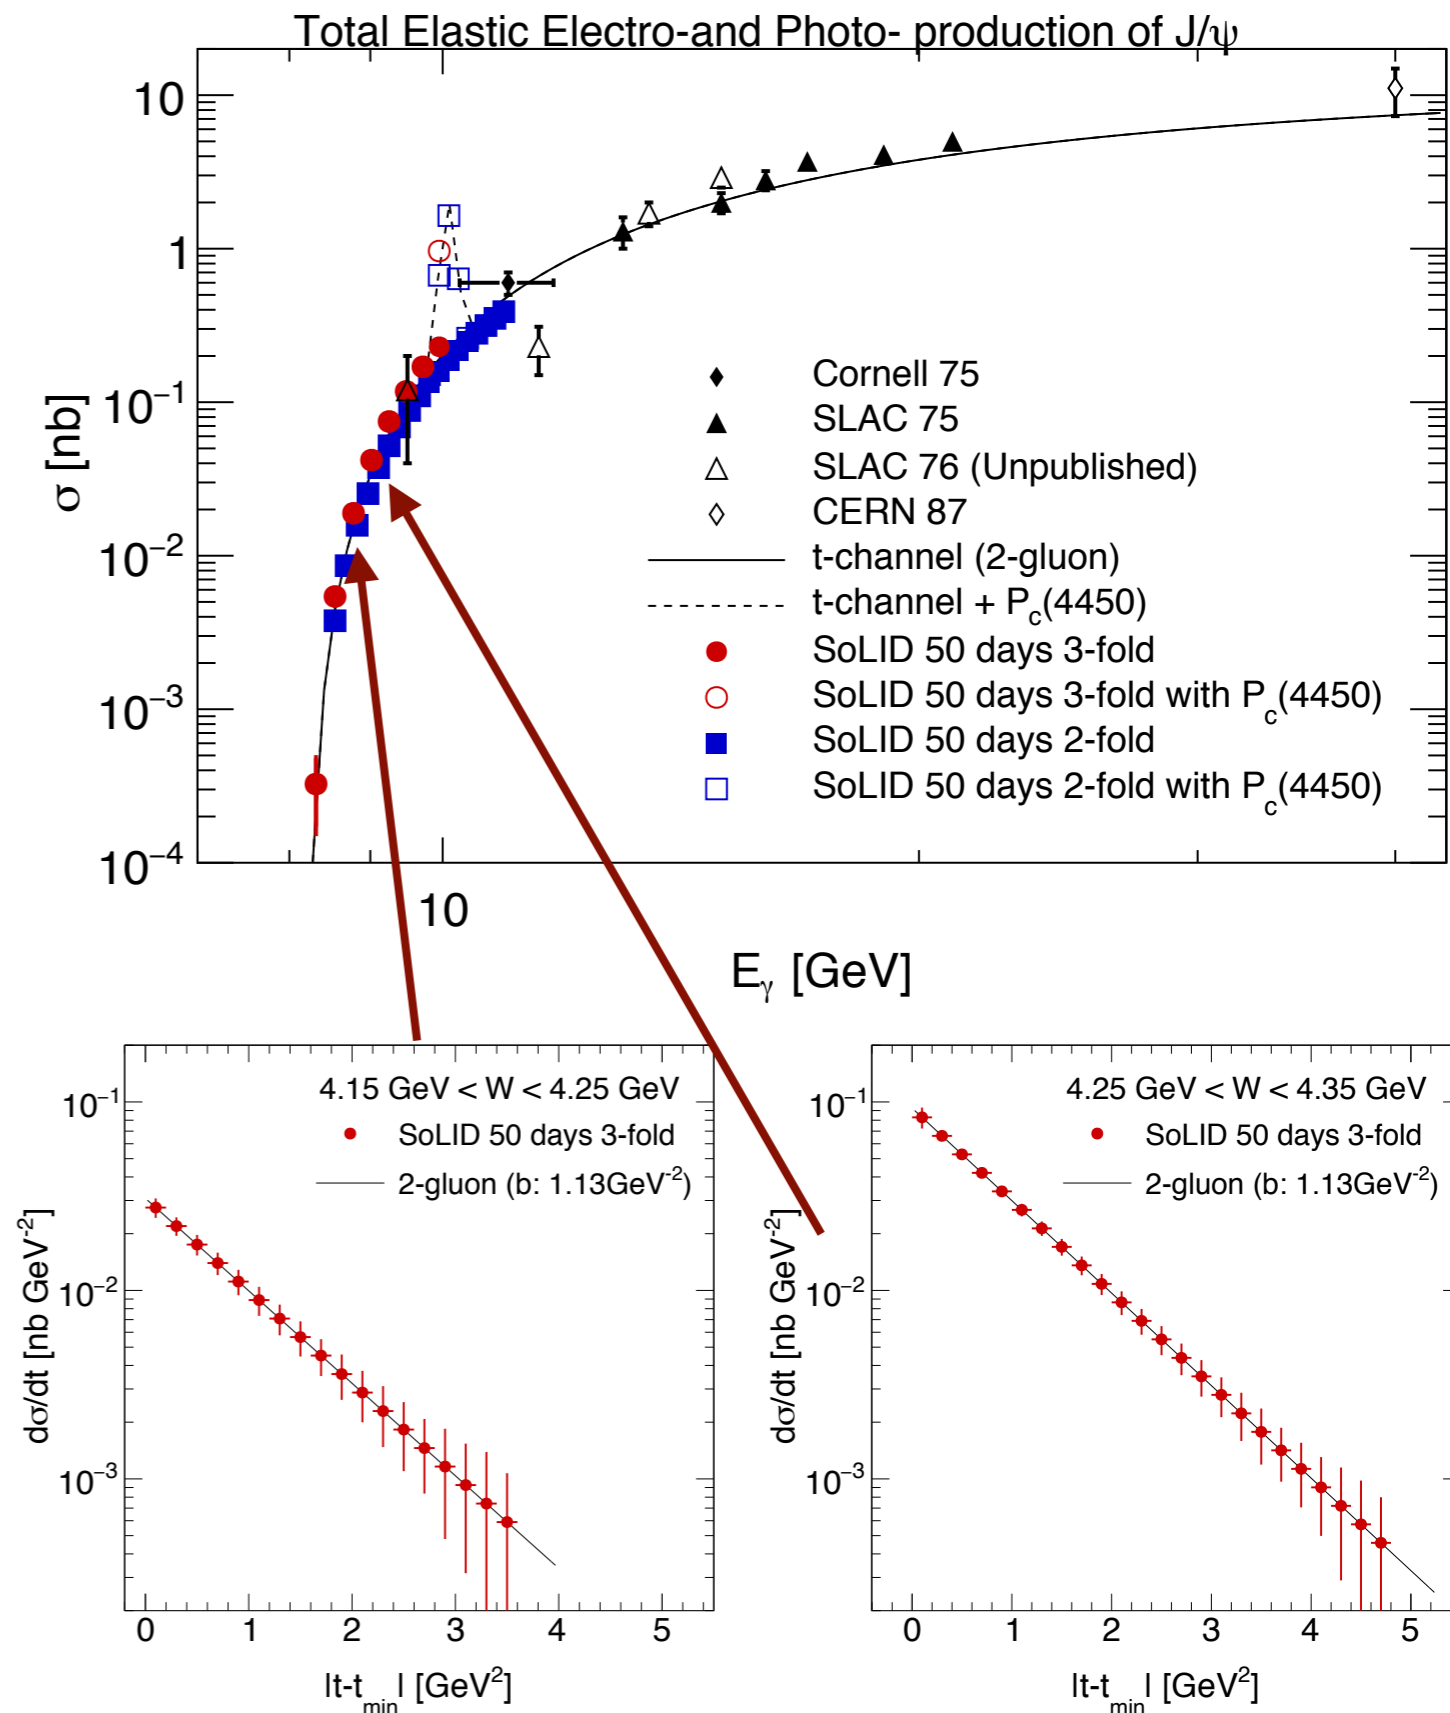 Total Elastic Electro-and Photo- production of J/ψ
σ [nb]
10
1
10⁻¹
10⁻²
10⁻³
10⁻⁴
Cornell 75
SLAC 75
SLAC 76 (Unpublished)
CERN 87
t-channel (2-gluon)
t-channel + P_c(4450)
SoLID 50 days 3-fold
SoLID 50 days 3-fold with P_c(4450)
SoLID 50 days 2-fold
SoLID 50 days 2-fold with P_c(4450)
10
E_γ [GeV]
dσ/dt [nb GeV⁻²]
10⁻¹
10⁻²
10⁻³
4.15 GeV < W < 4.25 GeV
SoLID 50 days 3-fold
2-gluon (b: 1.13GeV⁻²)
0 1 2 3 4 5
|t-t_min| [GeV²]
dσ/dt [nb GeV⁻²]
10⁻¹
10⁻²
10⁻³
4.25 GeV < W < 4.35 GeV
SoLID 50 days 3-fold
2-gluon (b: 1.13GeV⁻²)
0 1 2 3 4 5
|t-t_min| [GeV²]